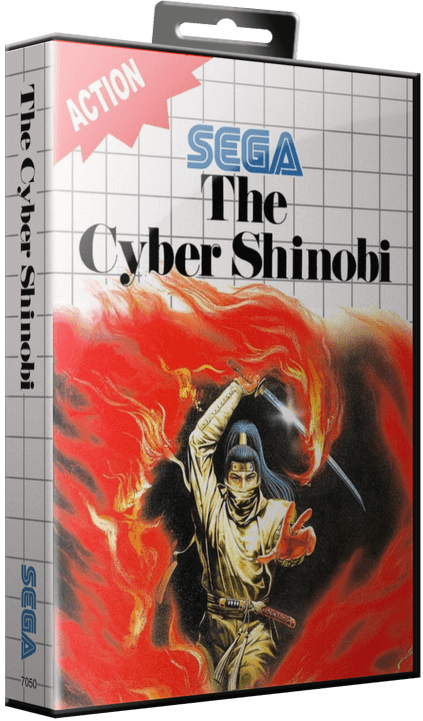 ACTION
SEGA
The
Cyber Shinobi
The Cyber Shinobi
SEGA
7050